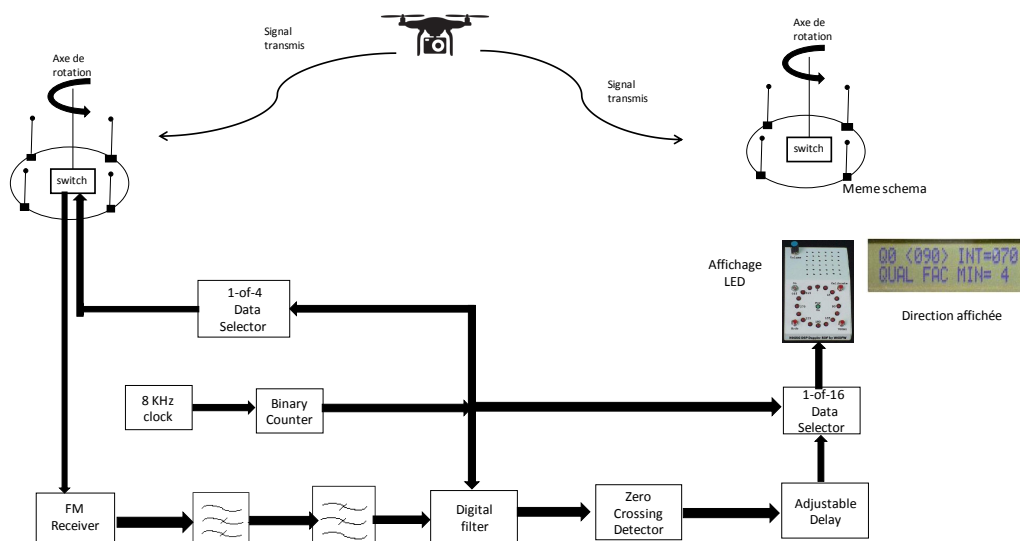 Axe de
rotation
Signal
transmis
Signal
transmis
Axe de
rotation
switch
switch
Meme schema
Affichage
LED
Q0 <090> INT=070
QUAL FAC MIN= 4
Direction affichée
1-of-4
Data
Selector
8 KHz
clock
Binary
Counter
1-of-16
Data
Selector
FM
Receiver
Digital
filter
Zero
Crossing
Detector
Adjustable
Delay